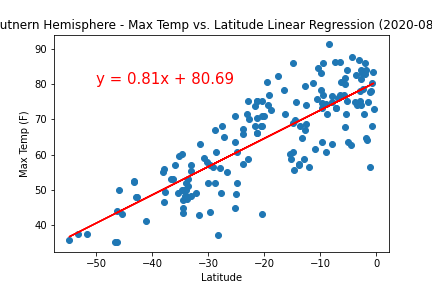 utnern Hemisphere - Max Temp vs. Latitude Linear Regression (2020-08
90
80
70
60
50
40
Max Temp (F)
y = 0.81x + 80.69
−50 −40 −30 −20 −10 0
Latitude